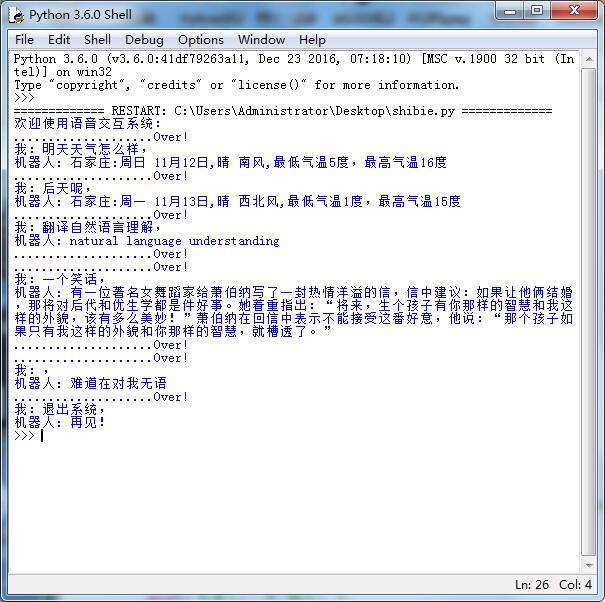 Python 3.6.0 Shell
File Edit Shell Debug Options Window Help
Python 3.6.0 (v3.6.0:41df79263a11, Dec 23 2016, 07:18:10) [MSC v.1900 32 bit (In
tel)] on win32
Type "copyright", "credits" or "license()" for more information.
>>>
============= RESTART: C:\Users\Administrator\Desktop\shibie.py =============
欢迎使用语音交互系统:
....................Over!
我: 明天天气怎么样,
机器人: 石家庄:周日 11月12日,晴 南风,最低气温5度，最高气温16度
....................Over!
我: 后天呢,
机器人: 石家庄:周一 11月13日,晴 西北风,最低气温1度，最高气温15度
....................Over!
我: 翻译自然语言理解,
机器人: natural language understanding
....................Over!
....................Over!
我: 一个笑话,
机器人: 有一位著名女舞蹈家给萧伯纳写了一封热情洋溢的信，信中建议：如果让他俩结婚
，那将对后代和优生学都是件好事。她着重指出：“将来，生个孩子有你那样的智慧和我这
样的外貌，该有多么美妙！”萧伯纳在回信中表示不能接受这番好意，他说：“那个孩子如
果只有我这样的外貌和你那样的智慧，就糟透了。”
....................Over!
....................Over!
我: ,
机器人: 难道在对我无语
....................Over!
我: 退出系统,
机器人: 再见!
>>>
Ln: 26 Col: 4